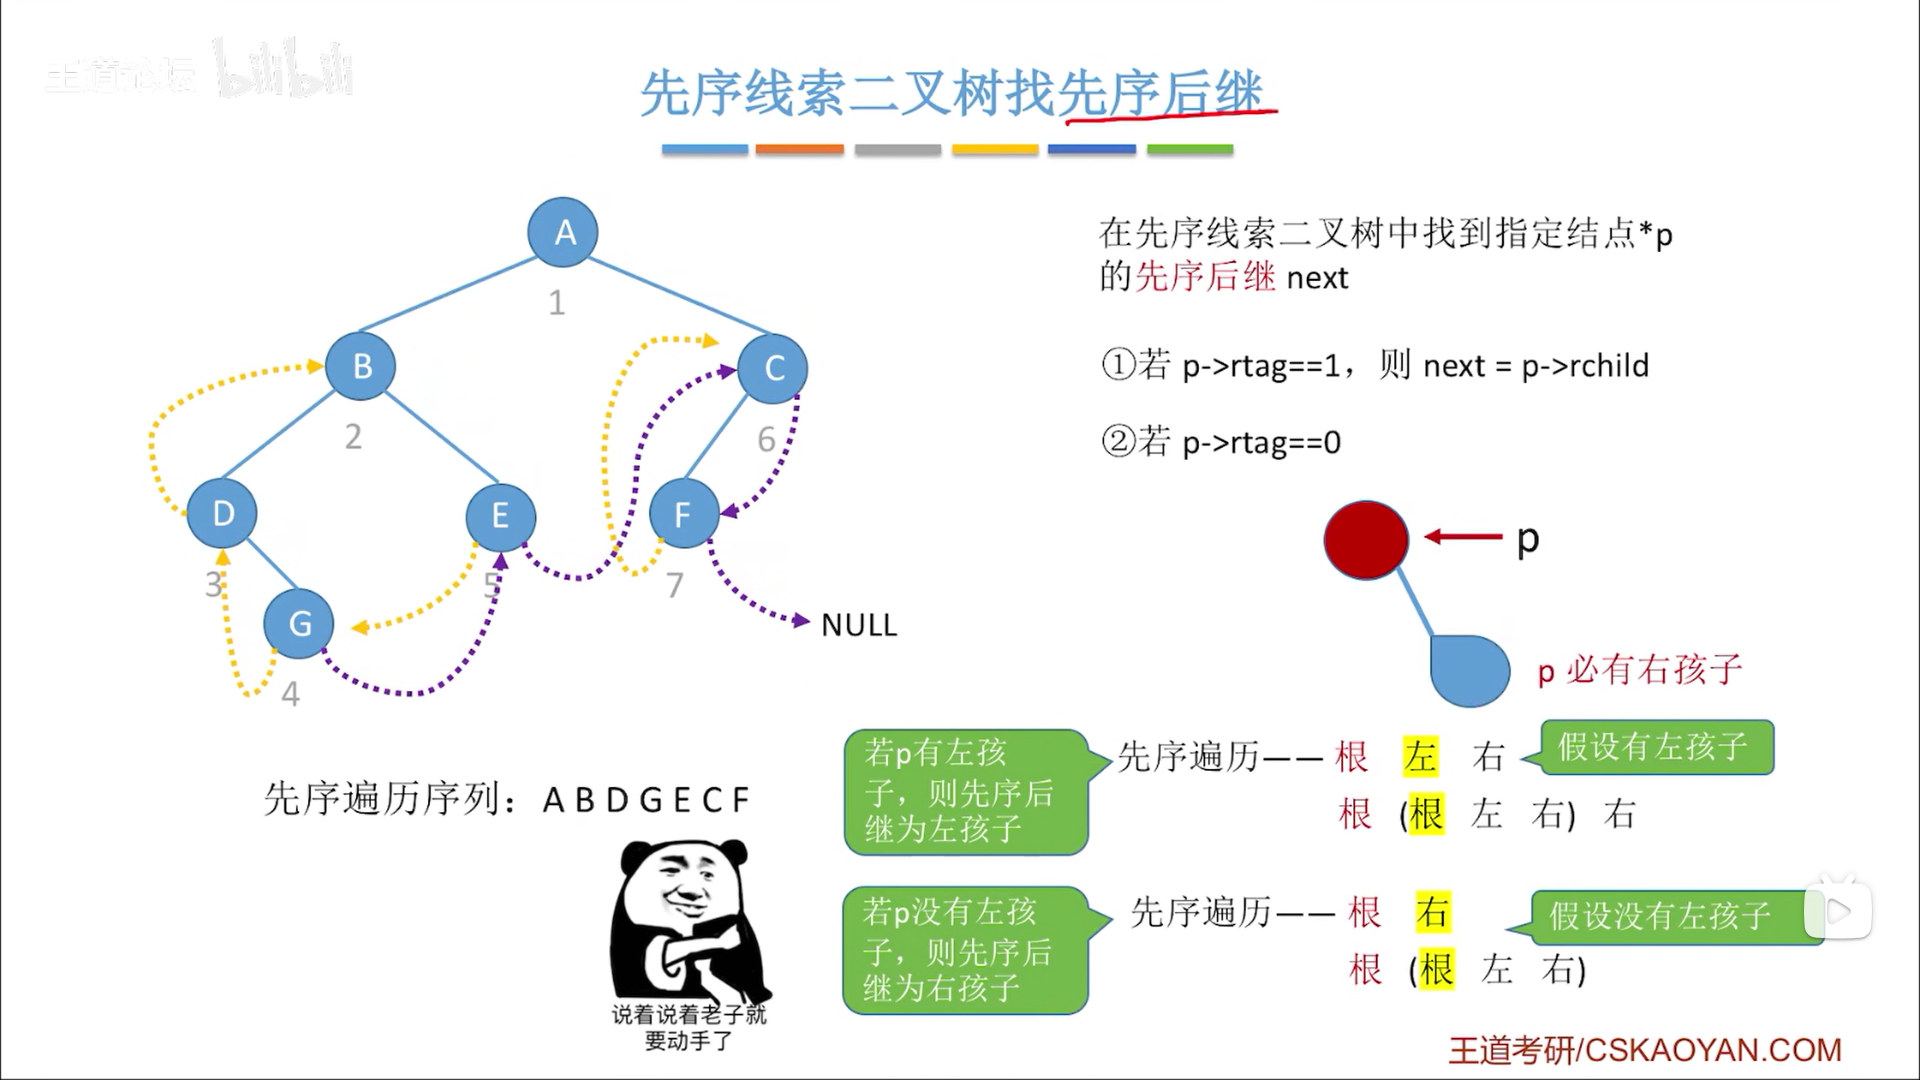 王道论坛 bilibili
先序线索二叉树找先序后继
A
1
B
C
2
6
D
E
F
3
5
7
G
NULL
4
先序遍历序列：A B D G E C F
说着说着老子就
要动手了
在先序线索二叉树中找到指定结点*p
的先序后继 next
①若 p->rtag==1，则 next = p->rchild
②若 p->rtag==0
p
p 必有右孩子
若p有左孩
子，则先序后
继为左孩子
先序遍历—— 根 左 右
假设有左孩子
根 (根 左 右) 右
若p没有左孩
子，则先序后
继为右孩子
先序遍历—— 根 右
假设没有左孩子
根 (根 左 右)
王道考研/CSKAOYAN.COM